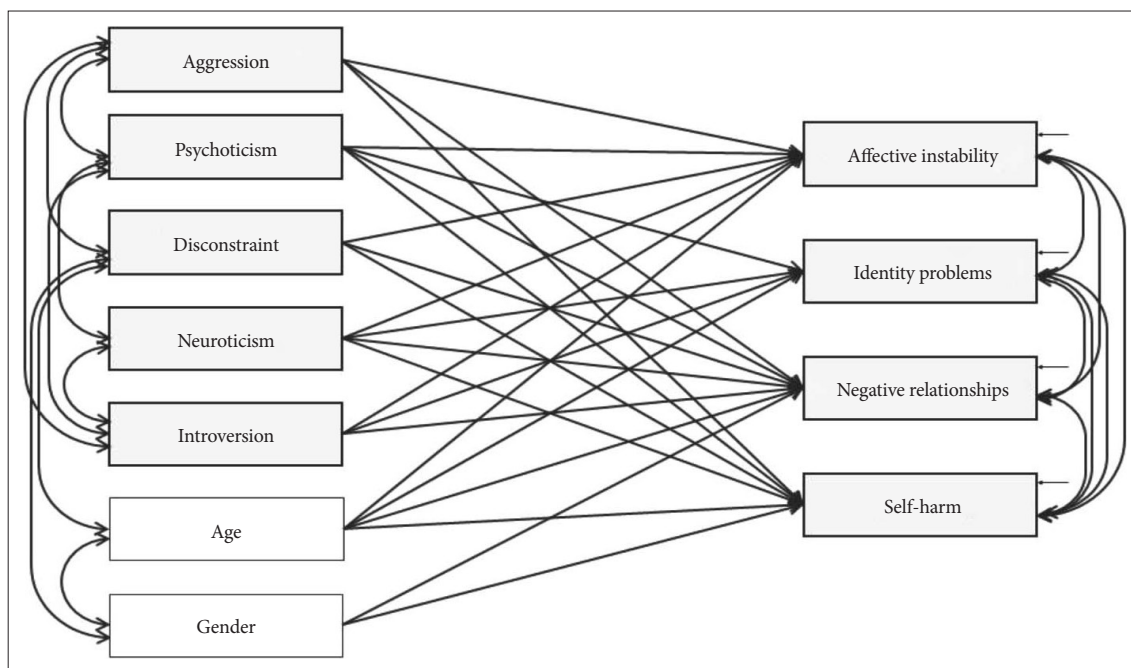 Aggression
Psychoticism
Disconstraint
Neuroticism
Introversion
Age
Gender
Affective instability
Identity problems
Negative relationships
Self-harm